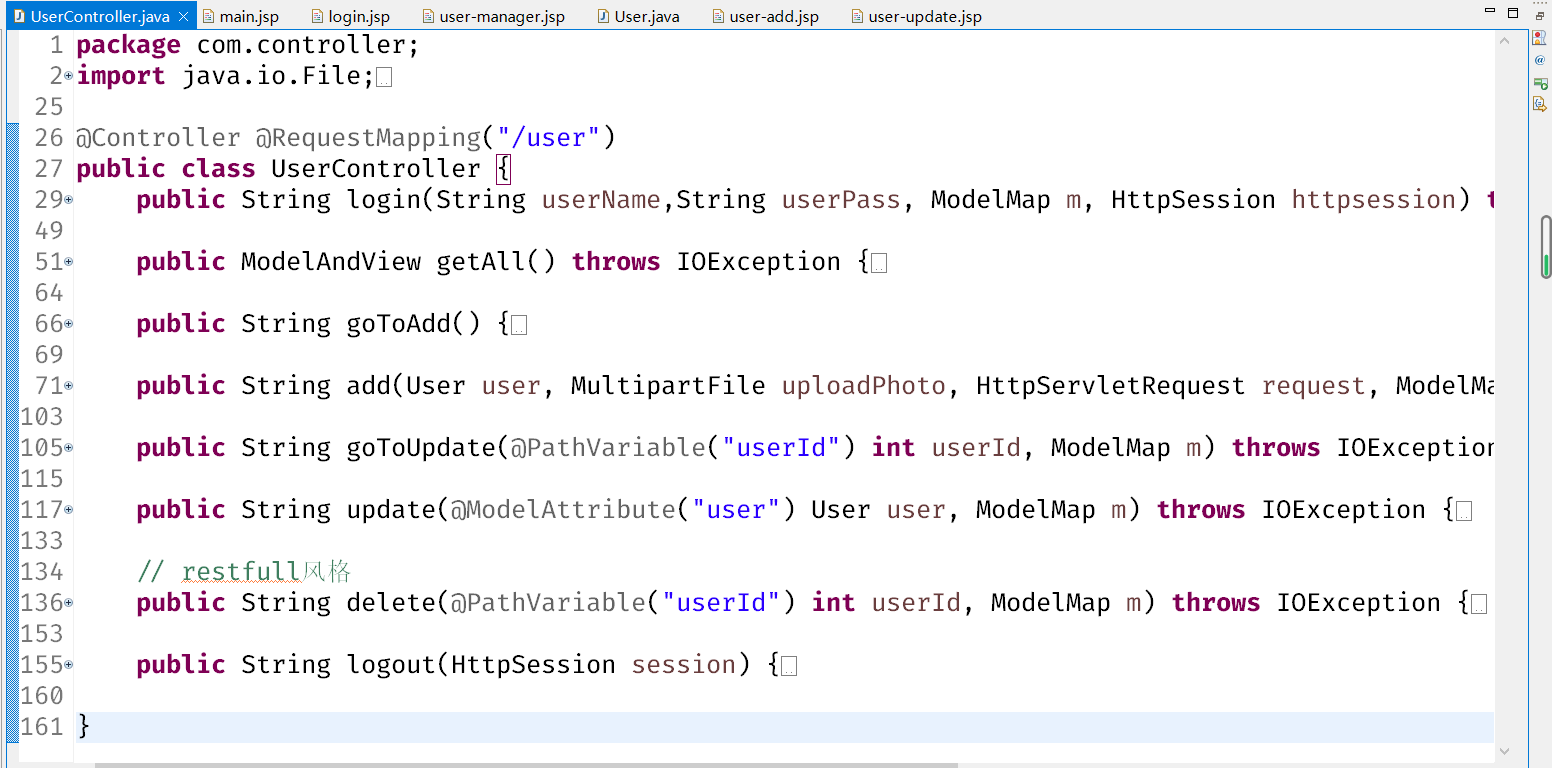 UserController.java main.jsp login.jsp user-manager.jsp User.java user-add.jsp user-update.jsp
1 package com.controller;
2 import java.io.File;
25
26 @Controller @RequestMapping("/user")
27 public class UserController {
29 public String login(String userName,String userPass, ModelMap m, HttpSession httpsession)
49
51 public ModelAndView getAll() throws IOException {
64
66 public String goToAdd() {
69
71 public String add(User user, MultipartFile uploadPhoto, HttpServletRequest request,
103
105 public String goToUpdate(@PathVariable("userId") int userId, ModelMap m) throws IOException
115
117 public String update(@ModelAttribute("user") User user, ModelMap m) throws IOException {
133
134 // restfull风格
136 public String delete(@PathVariable("userId") int userId, ModelMap m) throws IOException {
153
155 public String logout(HttpSession session) {
160
161 }